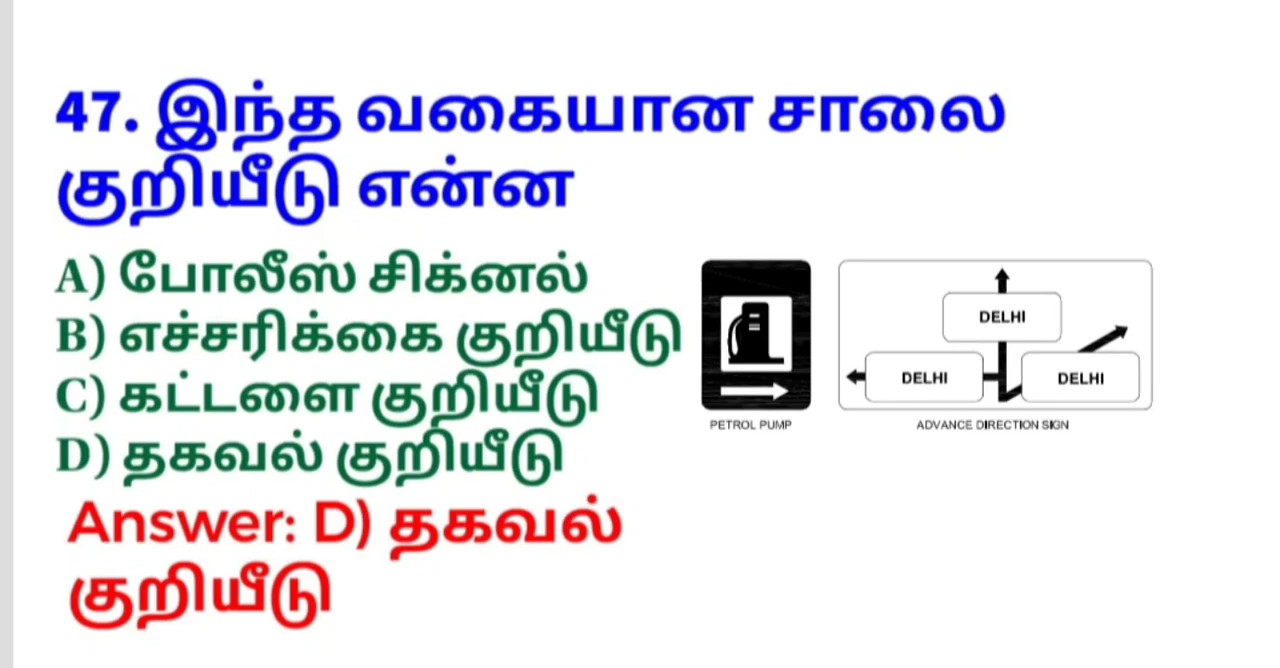 47. இந்த வகையான சாலை
குறியீடு என்ன
A) போலீஸ் சிக்னல்
B) எச்சரிக்கை குறியீடு
C) கட்டளை குறியீடு
D) தகவல் குறியீடு
Answer: D) தகவல்
குறியீடு
PETROL PUMP
DELHI
DELHI
DELHI
ADVANCE DIRECTION SIGN